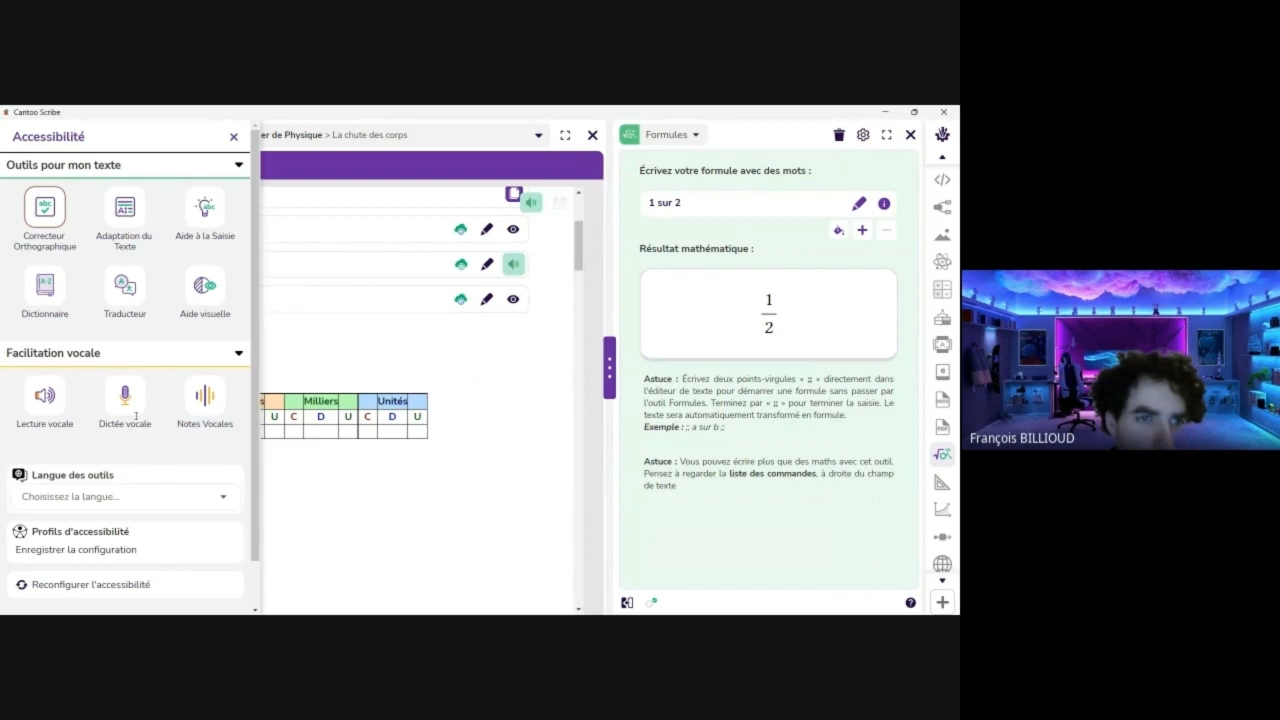 Cantoo Scribe
Accessibilité
Outils pour mon texte
abc
Correcteur
Orthographique
Adaptation du
Texte
abc
Aide à la Saisie
A-Z
Dictionnaire
Traducteur
Aide visuelle
Facilitation vocale
Lecture vocale
Dictée vocale
Notes Vocales
Langue des outils
Choisissez la langue...
Profils d'accessibilité
Enregistrer la configuration
Reconfigurer l'accessibilité
er de Physique > La chute des corps
s Milliers Unités
U C D U C D U
Formules
Écrivez votre formule avec des mots :
1 sur 2
Résultat mathématique :
1
2
Astuce : Écrivez deux points-virgules « ;; » directement dans
l'éditeur de texte pour démarrer une formule sans passer par
l'outil Formules. Terminez par « ;; » pour terminer la saisie. Le
texte sera automatiquement transformé en formule.
Exemple : ;; a sur b ;;
Astuce : Vous pouvez écrire plus que des maths avec cet outil.
Pensez à regarder la liste des commandes, à droite du champ
de texte
PDF
François BILLIOUD